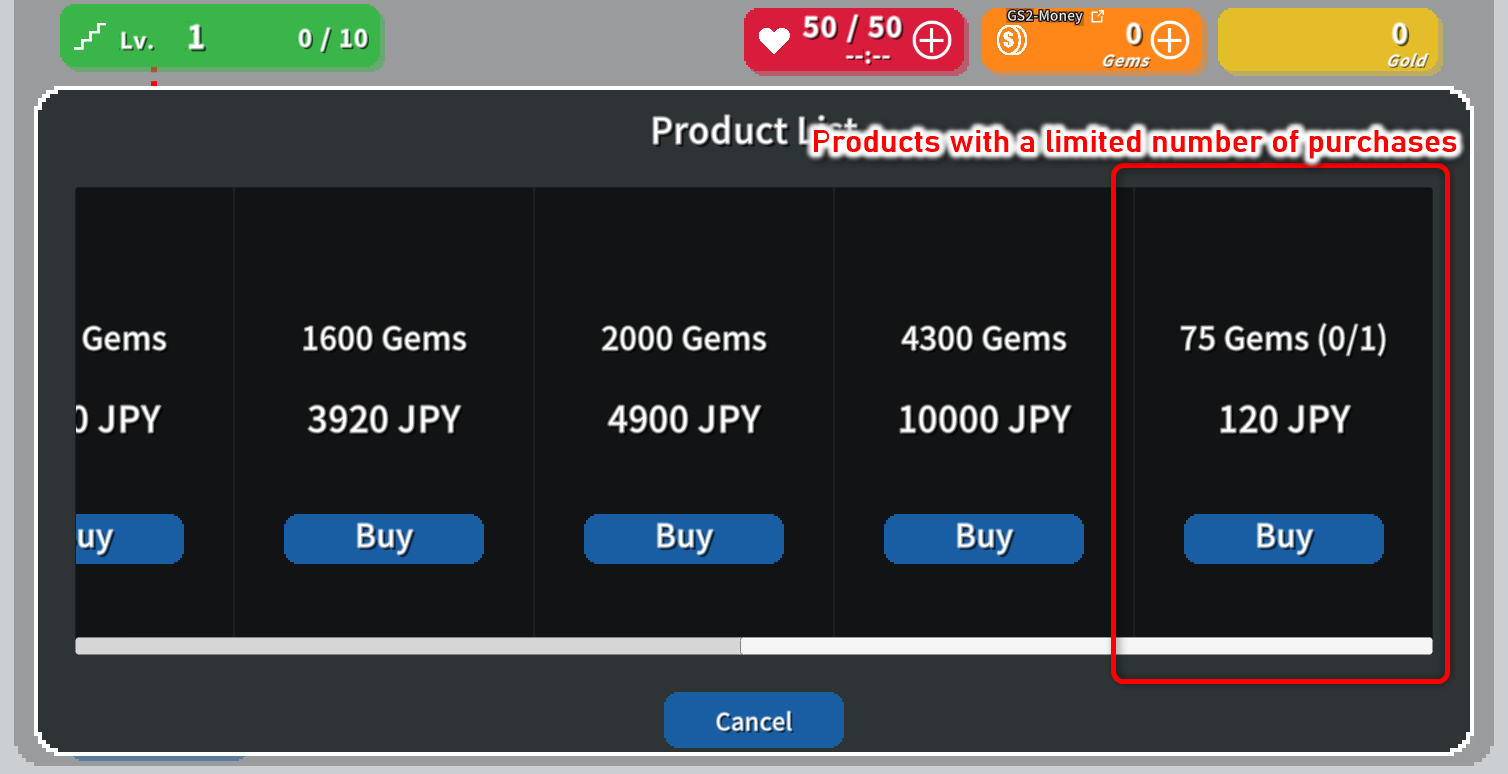 Lv. 1 0 / 10
50 / 50
--:--
GS2-Money
0
Gems
0
Gold
Product List
Products with a limited number of purchases
Gems
0 JPY
uy
1600 Gems
3920 JPY
Buy
2000 Gems
4900 JPY
Buy
4300 Gems
10000 JPY
Buy
75 Gems (0/1)
120 JPY
Buy
Cancel